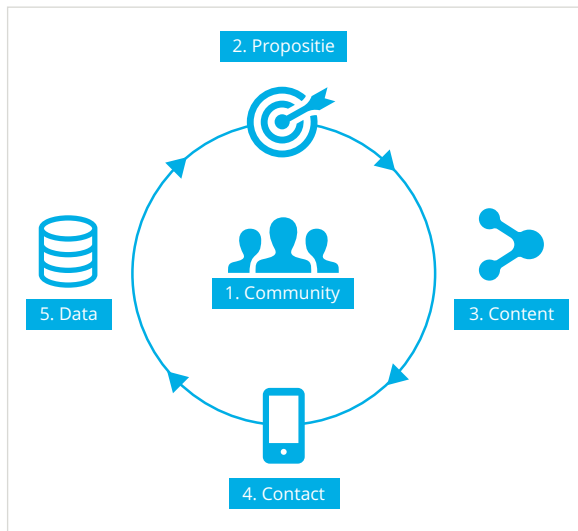 2. Propositie
1. Community
5. Data
3. Content
4. Contact